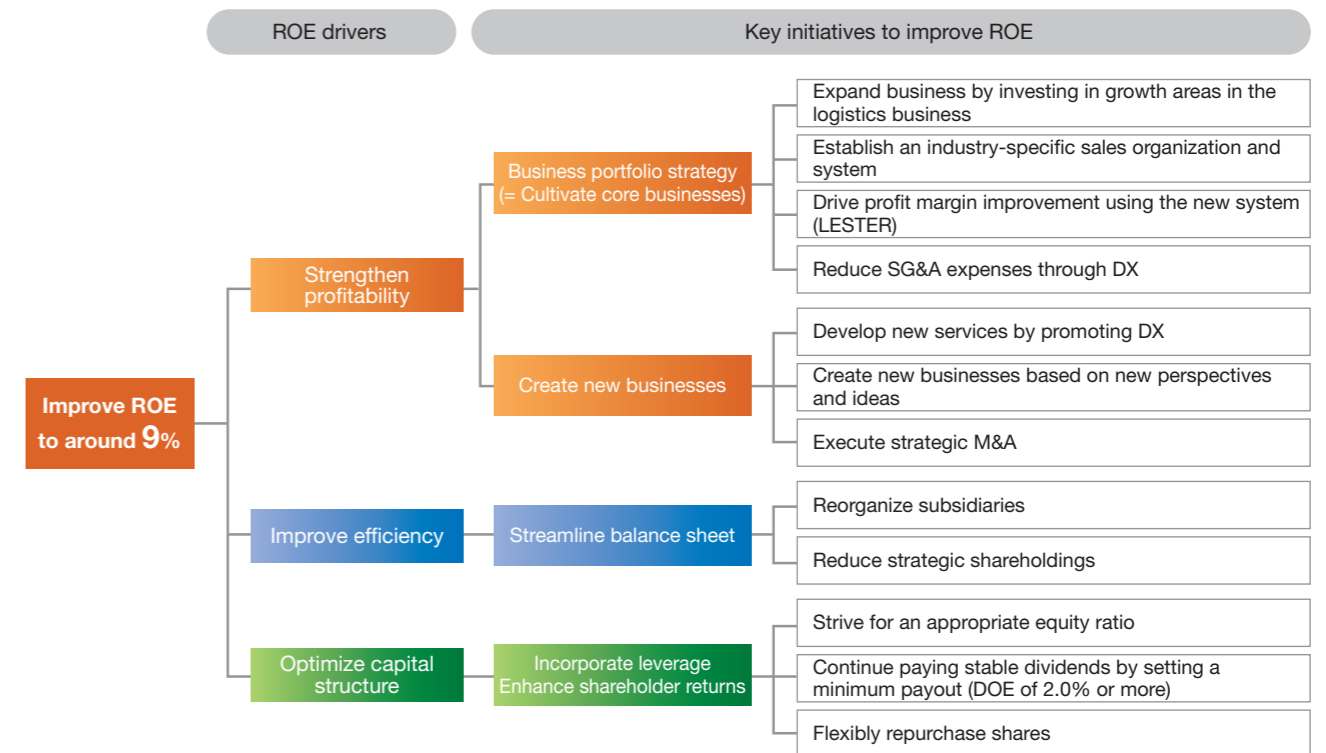 ROE drivers
Key initiatives to improve ROE
Improve ROE
to around 9%
Strengthen
profitability
Business portfolio strategy
(= Cultivate core businesses)
Expand business by investing in growth areas in the
logistics business
Establish an industry-specific sales organization and
system
Drive profit margin improvement using the new system
(LESTER)
Reduce SG&A expenses through DX
Create new businesses
Develop new services by promoting DX
Create new businesses based on new perspectives
and ideas
Execute strategic M&A
Improve efficiency
Streamline balance sheet
Reorganize subsidiaries
Reduce strategic shareholdings
Optimize capital
structure
Incorporate leverage
Enhance shareholder returns
Strive for an appropriate equity ratio
Continue paying stable dividends by setting a
minimum payout (DOE of 2.0% or more)
Flexibly repurchase shares